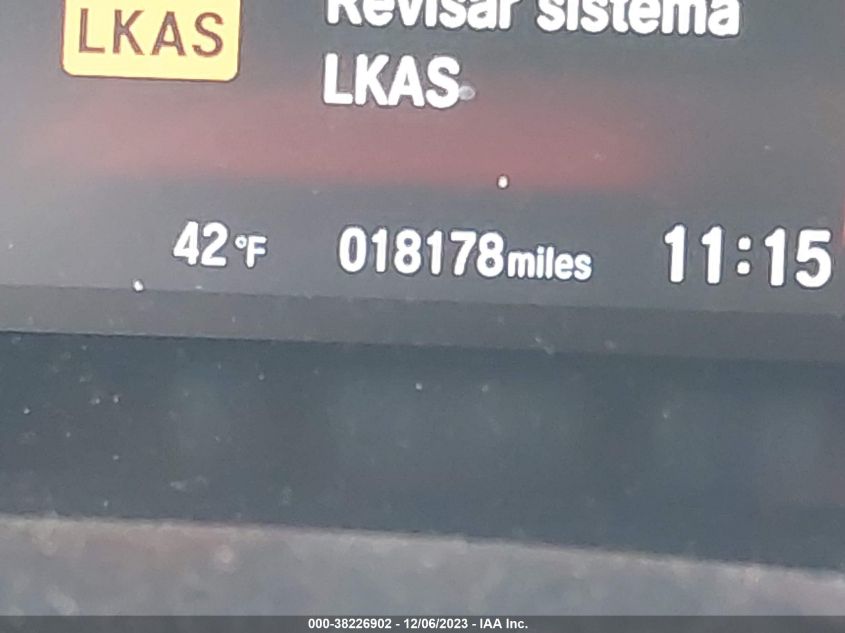 LKAS
Revisar sistema
LKAS
42°F 018178miles 11:15
000-38226902 - 12/06/2023 - IAA Inc.